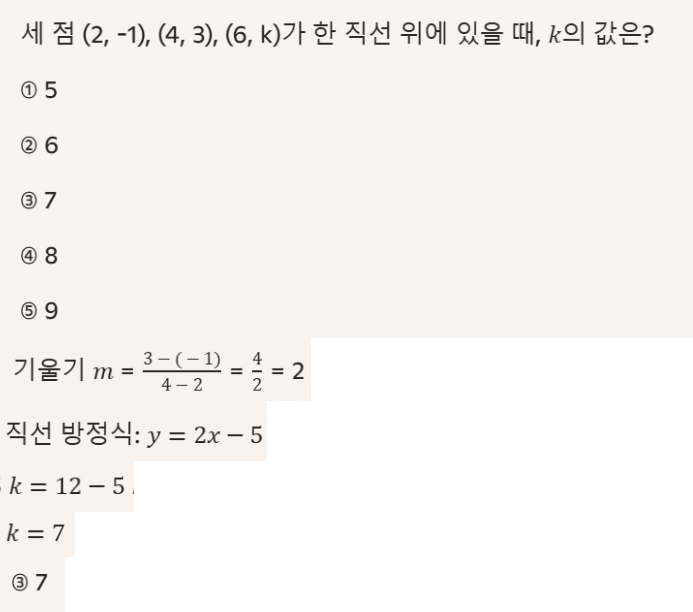 세 점 (2, -1), (4, 3), (6, k)가 한 직선 위에 있을 때, k의 값은?
① 5
② 6
③ 7
④ 8
⑤ 9
기울기 m = \frac{3-(-1)}{4-2} = \frac{4}{2} = 2
직선 방정식: y = 2x − 5
k = 12 − 5
k = 7
③ 7